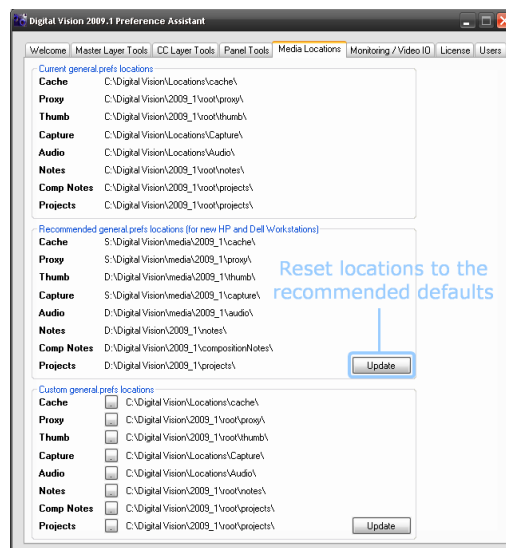 Digital Vision 2009.1 Preference Assistant
Welcome Master Layer Tools CC Layer Tools Panel Tools Media Locations Monitoring / Video IO License Users
Current general.prefs locations
Cache C:\Digital Vision\Locations\cache\
Proxy C:\Digital Vision\2009_1\root\proxy\
Thumb C:\Digital Vision\2009_1\root\thumb\
Capture C:\Digital Vision\Locations\Capture\
Audio C:\Digital Vision\Locations\Audio\
Notes C:\Digital Vision\2009_1\root\notes\
Comp Notes C:\Digital Vision\2009_1\root\projects\
Projects C:\Digital Vision\2009_1\root\projects\
Recommended general.prefs locations (for new HP and Dell Workstations)
Cache S:\Digital Vision\media\2009_1\cache\
Proxy S:\Digital Vision\media\2009_1\proxy\
Thumb D:\Digital Vision\media\2009_1\thumb\
Capture S:\Digital Vision\media\2009_1\capture\
Audio D:\Digital Vision\media\2009_1\audio\
Notes D:\Digital Vision\2009_1\notes\
Comp Notes D:\Digital Vision\2009_1\compositionNotes\
Projects D:\Digital Vision\2009_1\projects\
Reset locations to the
recommended defaults
Update
Custom general.prefs locations
Cache .. C:\Digital Vision\Locations\cache\
Proxy .. C:\Digital Vision\2009_1\root\proxy\
Thumb .. C:\Digital Vision\2009_1\root\thumb\
Capture .. C:\Digital Vision\Locations\Capture\
Audio .. C:\Digital Vision\Locations\Audio\
Notes .. C:\Digital Vision\2009_1\root\notes\
Comp Notes .. C:\Digital Vision\2009_1\root\projects\
Projects .. C:\Digital Vision\2009_1\root\projects\
Update